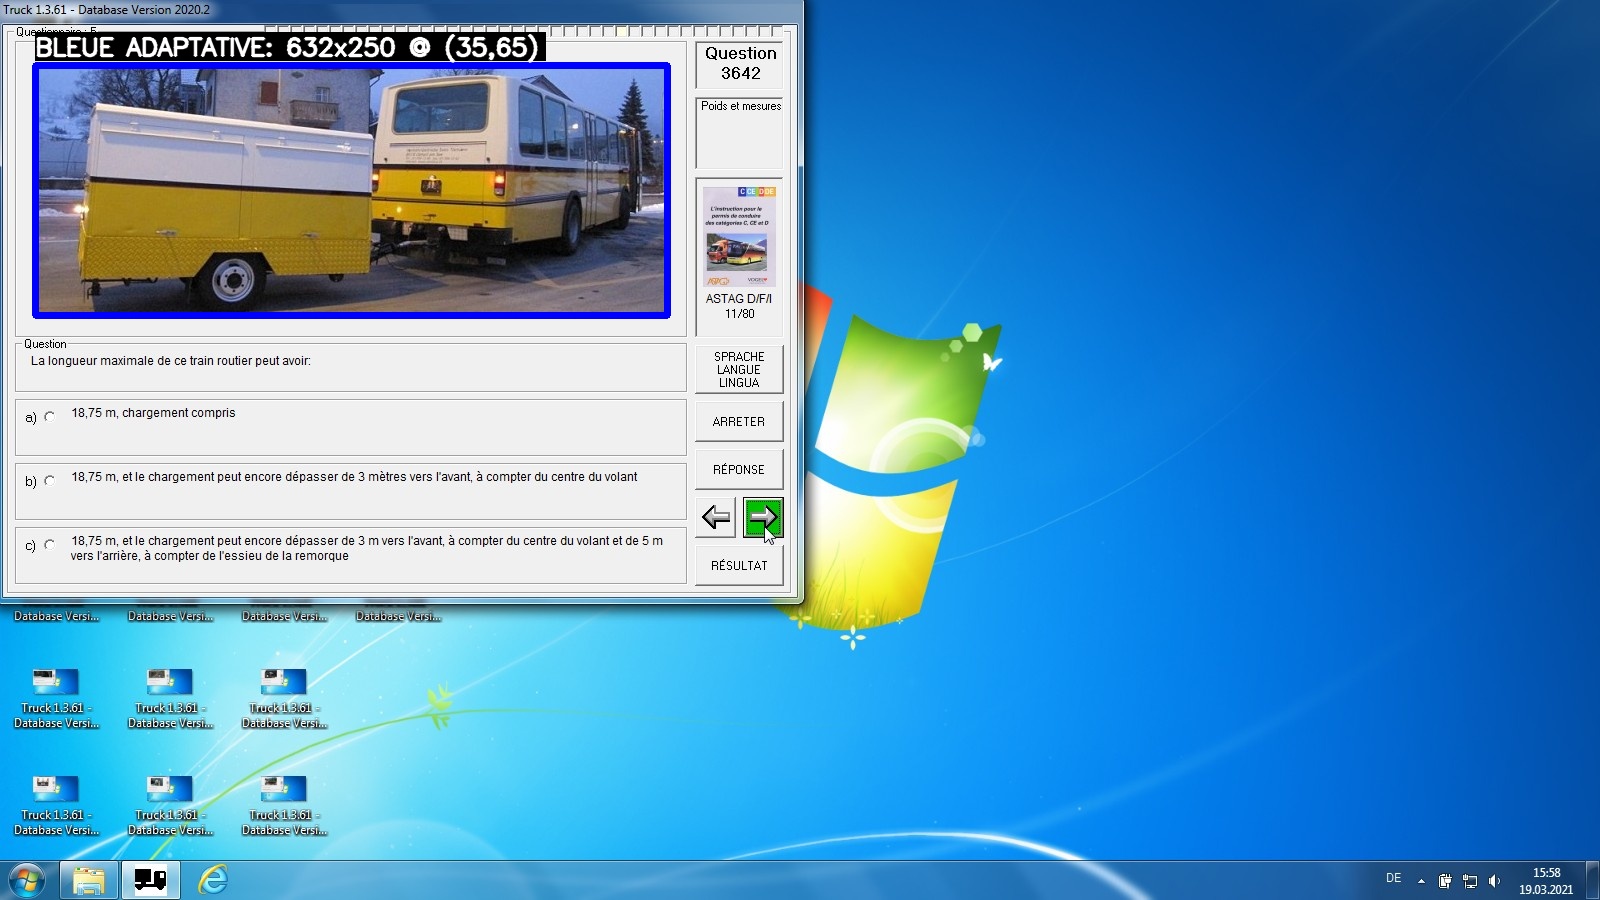 Truck 1.3.61 - Database Version 2020.2
BLEUE ADAPTATIVE: 632x250 @ (35,65)
Question
3642
Poids et mesures
C CE D DE
L'instruction pour le
permis de conduire
des catégories C, CE et D
ASTAG D/F/I
11/80
Question
La longueur maximale de ce train routier peut avoir:
SPRACHE
LANGUE
LINGUA
a) 18,75 m, chargement compris
ARRETER
b) 18,75 m, et le chargement peut encore dépasser de 3 mètres vers l'avant, à compter du centre du volant
RÉPONSE
c) 18,75 m, et le chargement peut encore dépasser de 3 m vers l'avant, à compter du centre du volant et de 5 m
vers l'arrière, à compter de l'essieu de la remorque
RÉSULTAT
Database Versi... Database Versi... Database Versi... Database Versi...
Truck 1.3.61 - Truck 1.3.61 - Truck 1.3.61 -
Database Versi... Database Versi... Database Versi...
Truck 1.3.61 - Truck 1.3.61 - Truck 1.3.61 -
Database Versi... Database Versi... Database Versi...
DE
15:58
19.03.2021